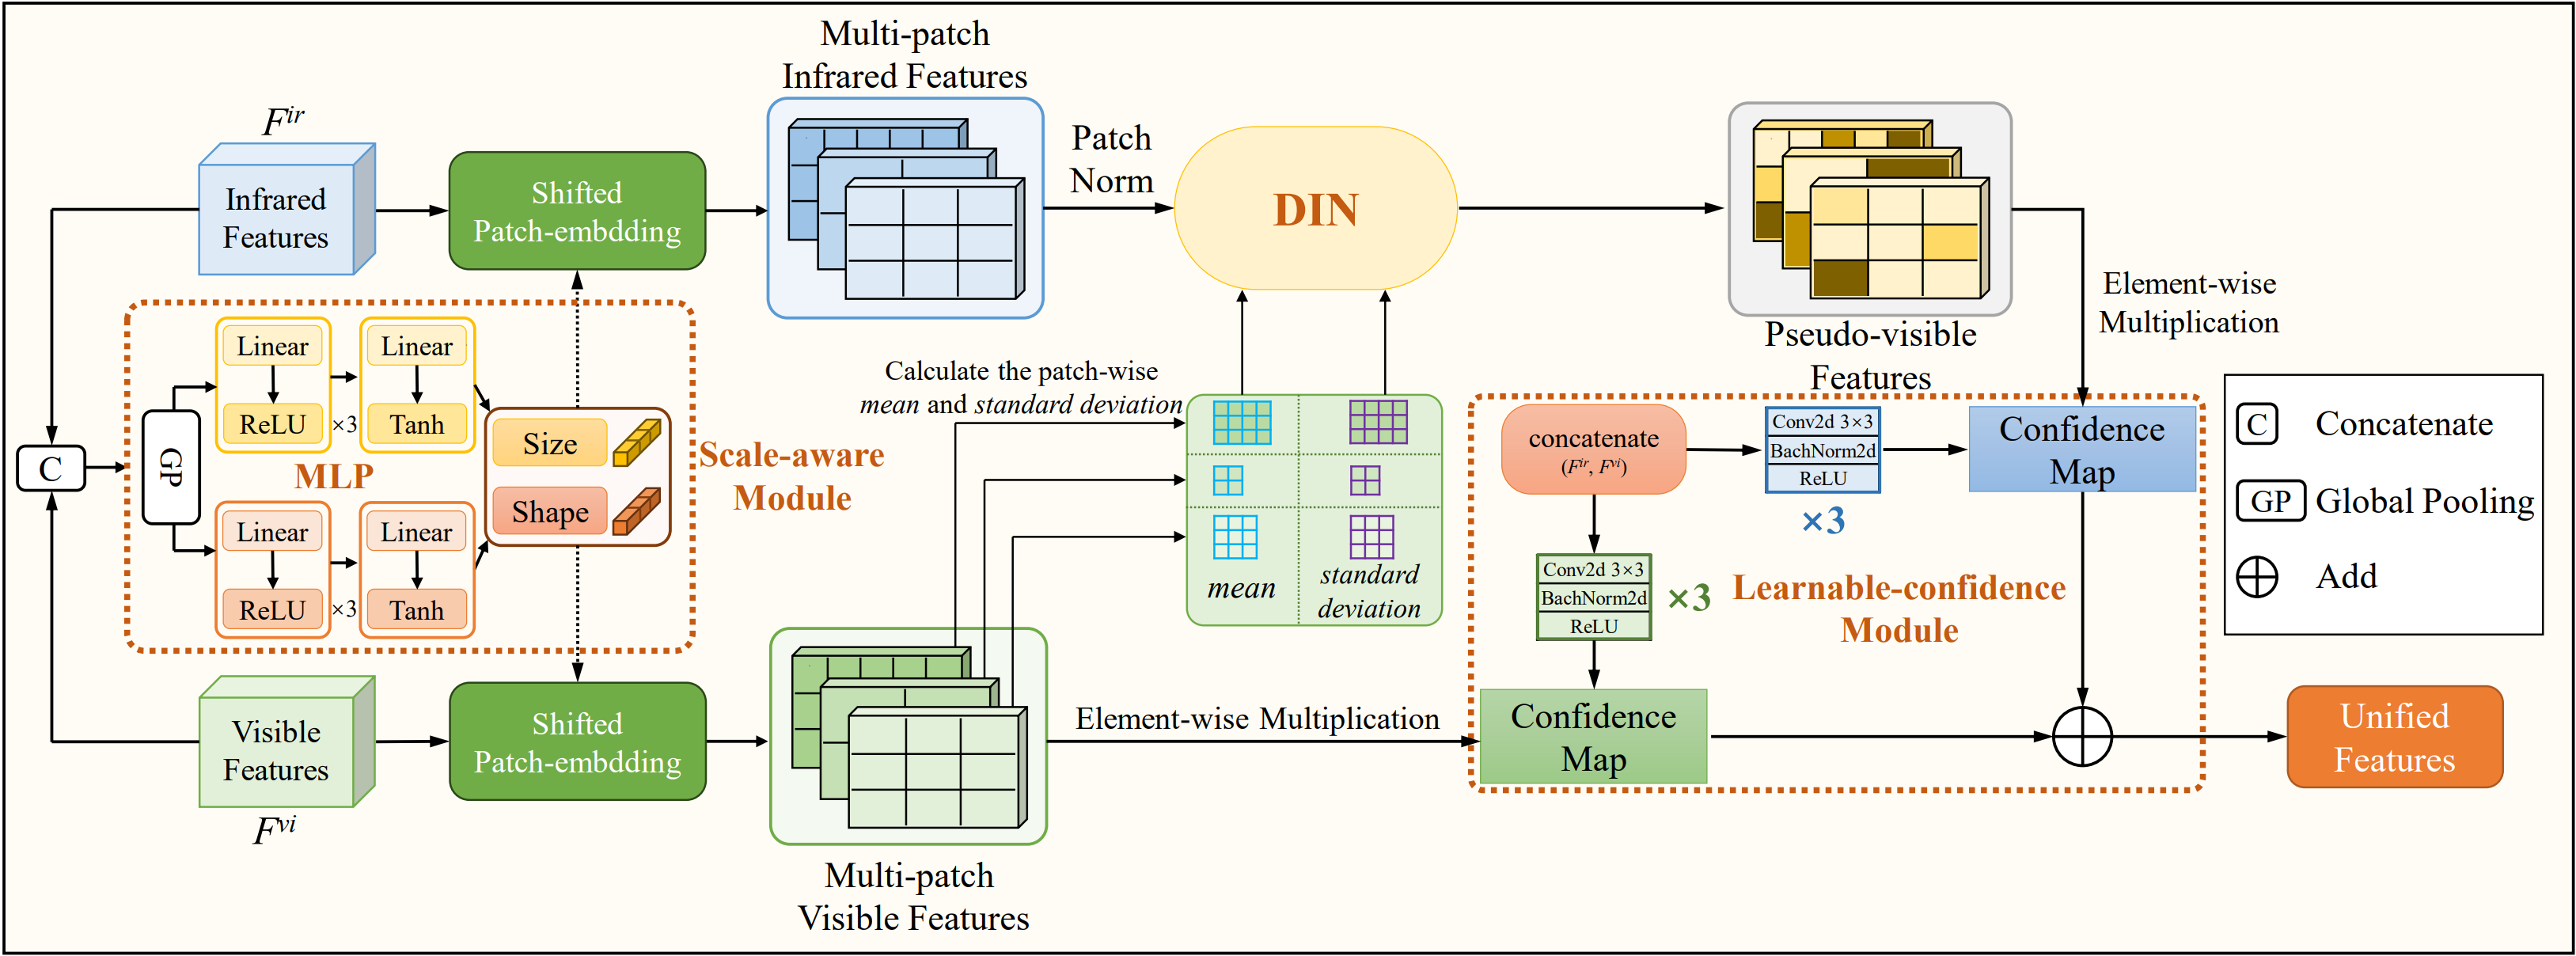 Multi-patch
Infrared Features
F^ir
Infrared
Features
Shifted
Patch-embdding
Patch
Norm
DIN
Pseudo-visible
Features
Element-wise
Multiplication
C
GP
Linear
ReLU
×3
Linear
Tanh
MLP
Linear
ReLU
×3
Linear
Tanh
Size
Shape
Scale-aware
Module
Calculate the patch-wise
mean and standard deviation
mean
standard
deviation
concatenate
(F^ir, F^vi)
Conv2d 3×3
BachNorm2d
ReLU
×3
Confidence
Map
Conv2d 3×3
BachNorm2d
ReLU
×3
Learnable-confidence
Module
Confidence
Map
C
Concatenate
GP
Global Pooling
Add
Visible
Features
F^vi
Shifted
Patch-embdding
Multi-patch
Visible Features
Element-wise Multiplication
Unified
Features